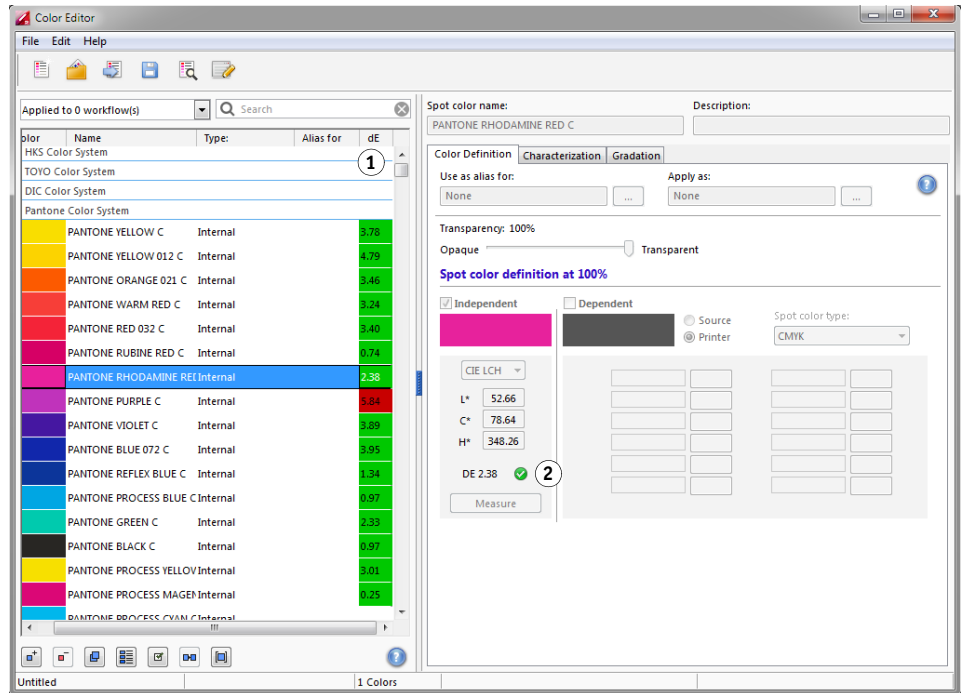 Color Editor
File Edit Help
Applied to 0 workflow(s) Search
olor Name Type: Alias for dE
HKS Color System
1
TOYO Color System
DIC Color System
Pantone Color System
PANTONE YELLOW C Internal 3.78
PANTONE YELLOW 012 C Internal 4.79
PANTONE ORANGE 021 C Internal 3.46
PANTONE WARM RED C Internal 3.24
PANTONE RED 032 C Internal 3.40
PANTONE RUBINE RED C Internal 0.74
PANTONE RHODAMINE REI Internal 2.38
PANTONE PURPLE C Internal 5.84
PANTONE VIOLET C Internal 3.89
PANTONE BLUE 072 C Internal 3.95
PANTONE REFLEX BLUE C Internal 1.34
PANTONE PROCESS BLUE C Internal 0.97
PANTONE GREEN C Internal 2.33
PANTONE BLACK C Internal 0.97
PANTONE PROCESS YELLOV Internal 3.01
PANTONE PROCESS MAGEN Internal 0.25
PANTONE PROCESS CYAN C Internal
Untitled 1 Colors
Spot color name: Description:
PANTONE RHODAMINE RED C
Color Definition Characterization Gradation
Use as alias for: Apply as:
None ... None ...
Transparency: 100%
Opaque Transparent
Spot color definition at 100%
Independent Dependent
Source
Printer
Spot color type:
CMYK
CIE LCH
L* 52.66
C* 78.64
H* 348.26
DE 2.38 2
Measure